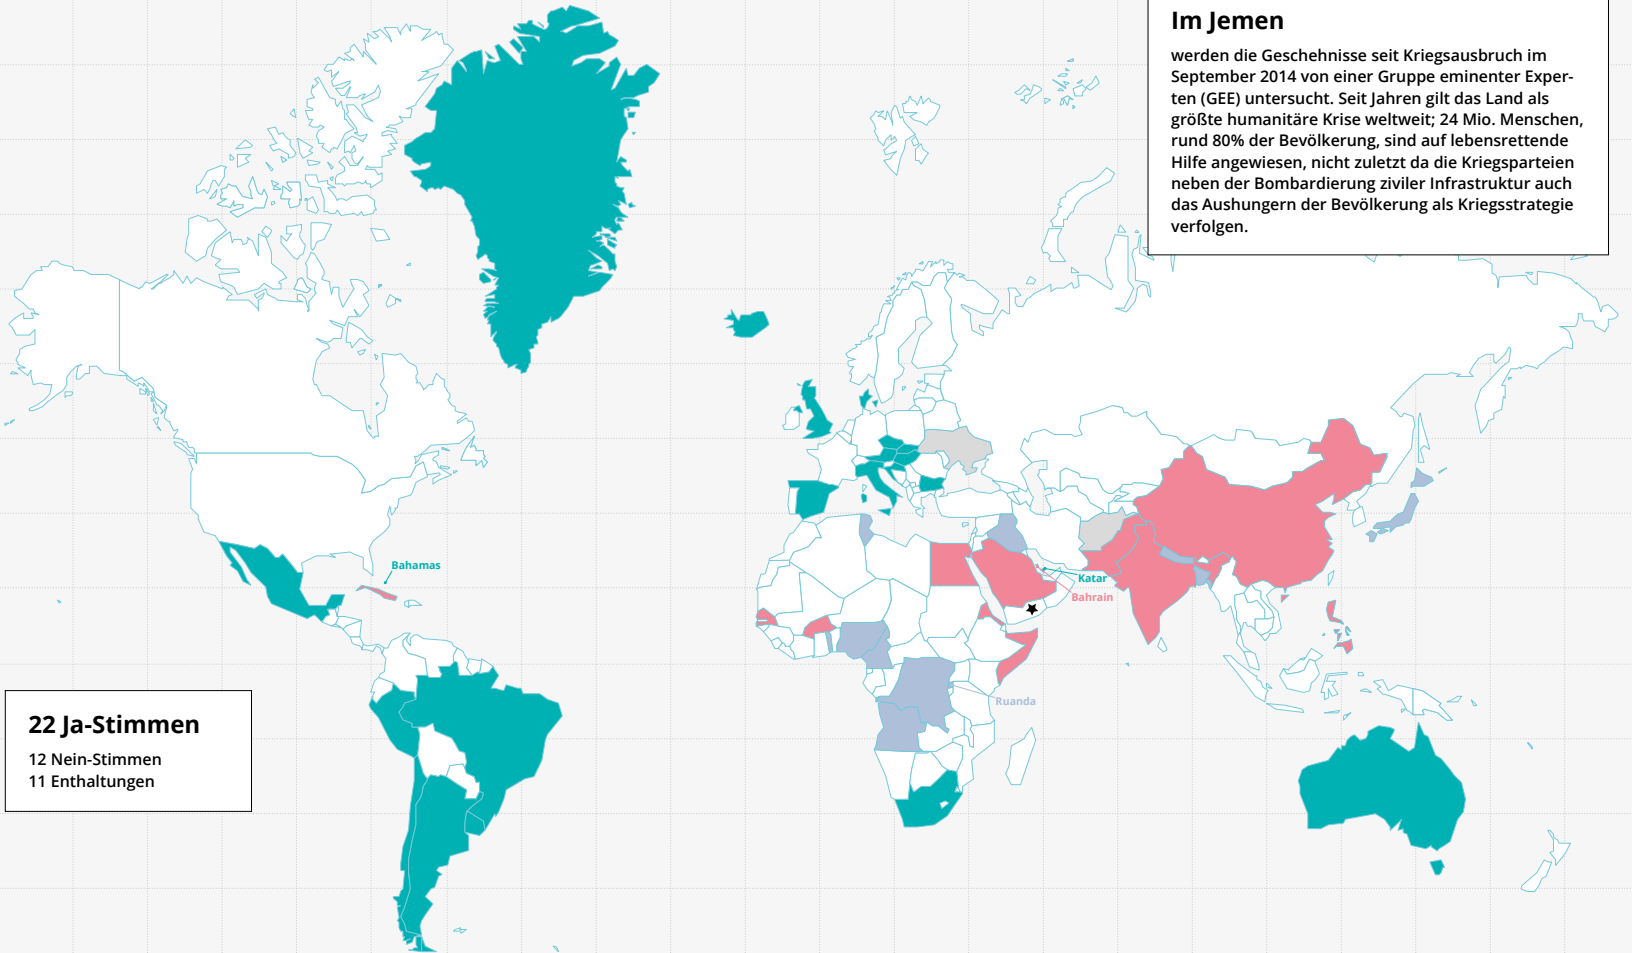 Im Jemen
werden die Geschehnisse seit Kriegsausbruch im
September 2014 von einer Gruppe eminenter Exper-
ten (GEE) untersucht. Seit Jahren gilt das Land als
größte humanitäre Krise weltweit; 24 Mio. Menschen,
rund 80% der Bevölkerung, sind auf lebensrettende
Hilfe angewiesen, nicht zuletzt da die Kriegsparteien
neben der Bombardierung ziviler Infrastruktur auch
das Aushungern der Bevölkerung als Kriegsstrategie
verfolgen.
Bahamas
Katar
Bahrain
Ruanda
22 Ja-Stimmen
12 Nein-Stimmen
11 Enthaltungen